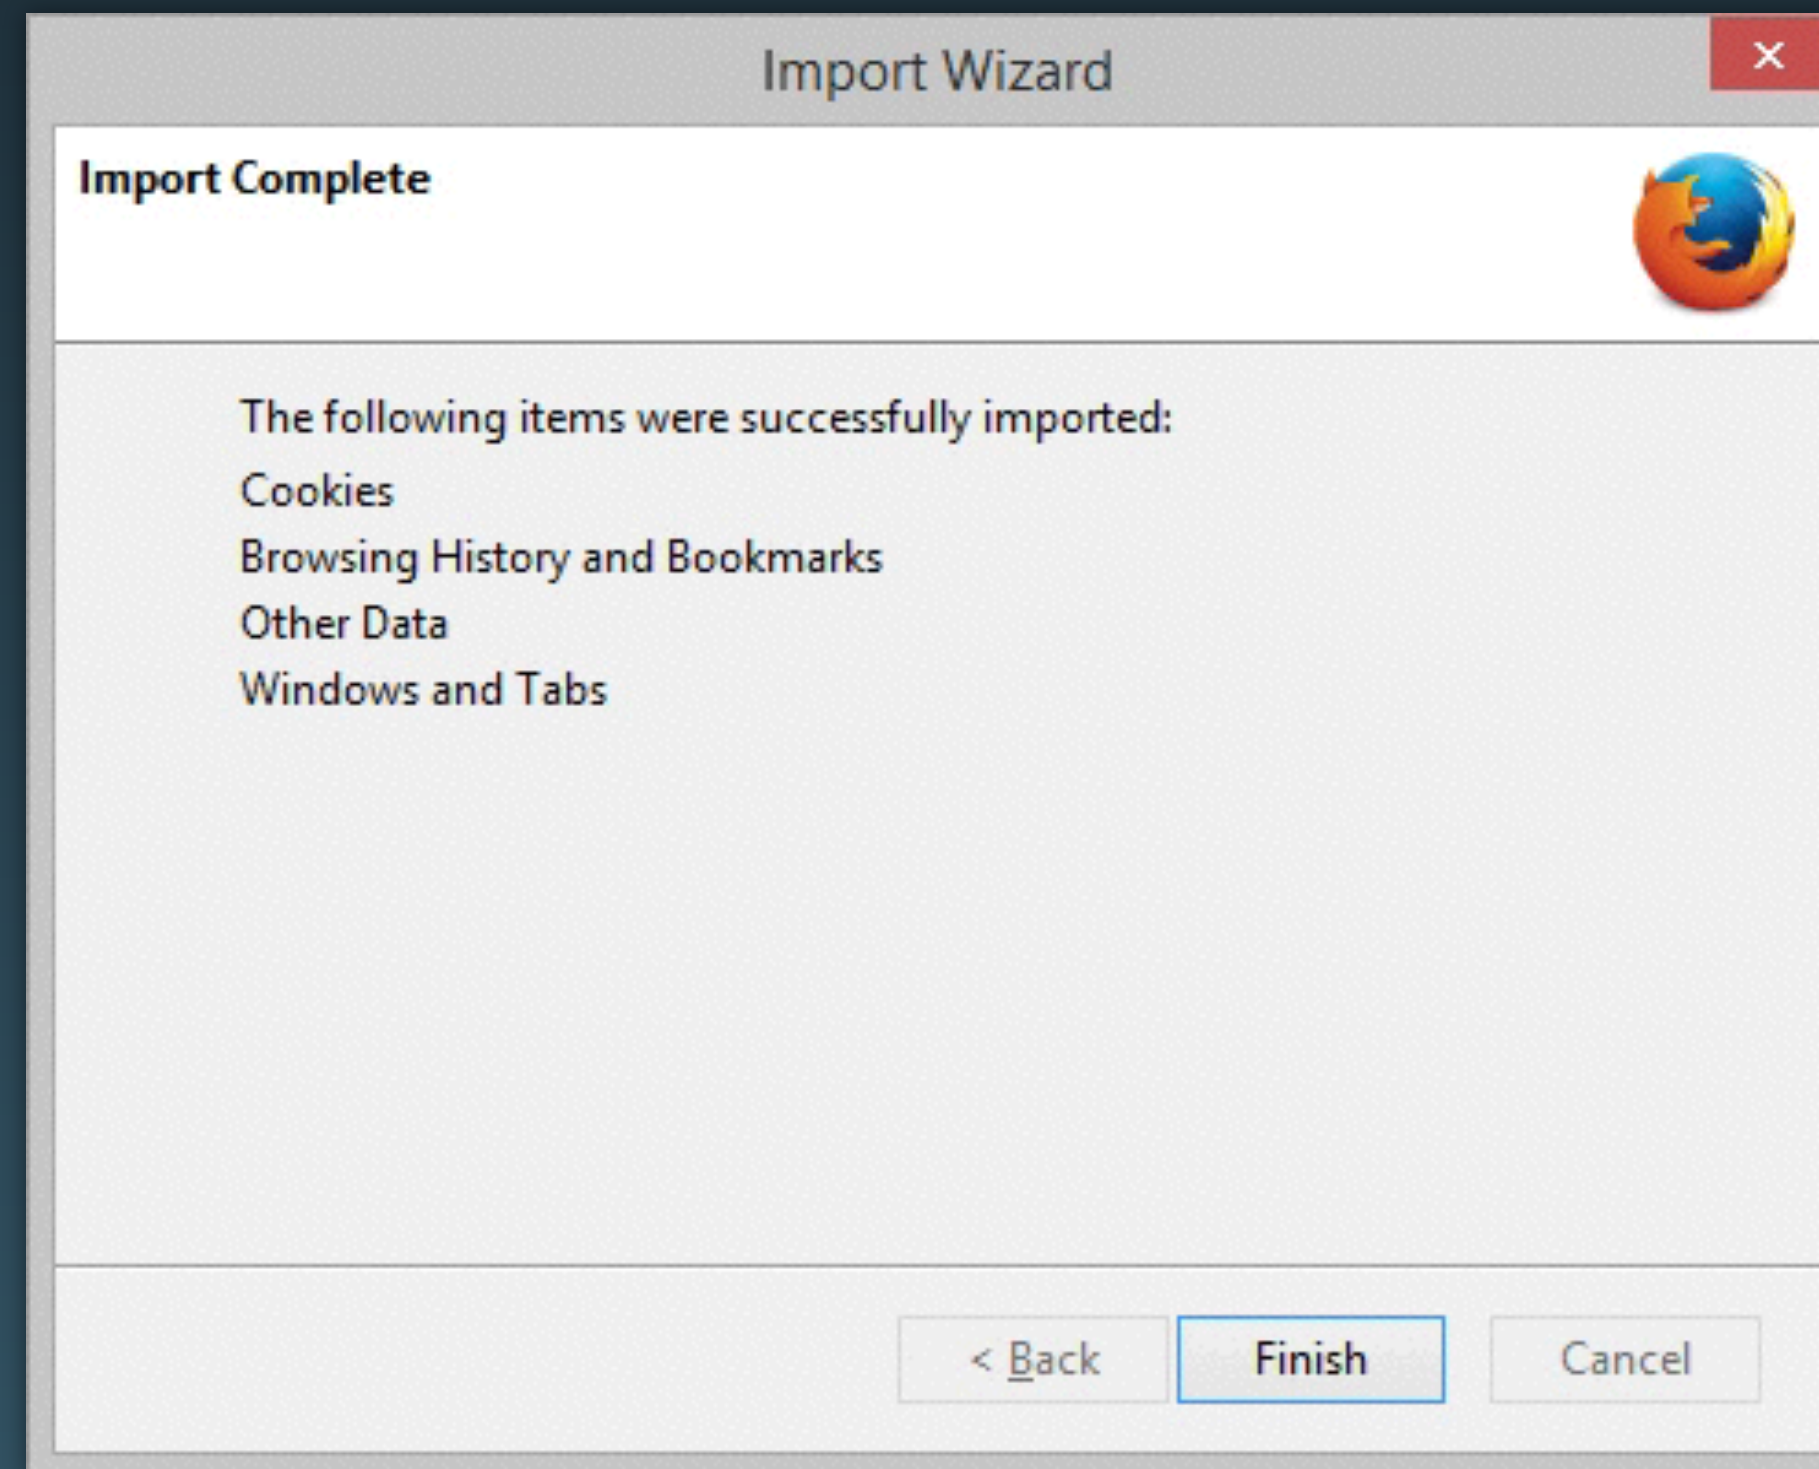 Import Wizard
Import Complete
The following items were successfully imported:
Cookies
Browsing History and Bookmarks
Other Data
Windows and Tabs
< Back
Finish
Cancel